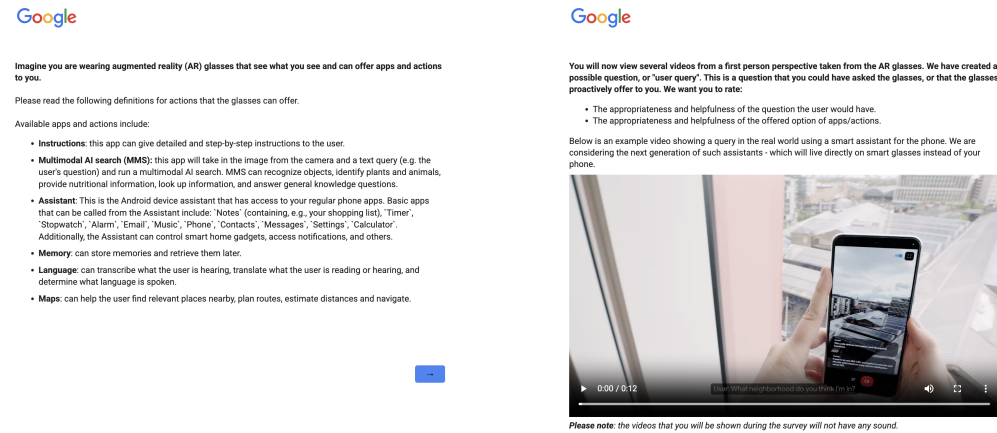 Google
Imagine you are wearing augmented reality (AR) glasses that see what you see and can offer apps and actions
to you.
Please read the following definitions for actions that the glasses can offer.
Available apps and actions include:
• Instructions: this app can give detailed and step-by-step instructions to the user.
• Multimodal AI search (MMS): this app will take in the image from the camera and a text query (e.g. the
user's question) and run a multimodal AI search. MMS can recognize objects, identify plants and animals,
provide nutritional information, look up information, and answer general knowledge questions.
• Assistant: This is the Android device assistant that has access to your regular phone apps. Basic apps
that can be called from the Assistant include: `Notes` (containing, e.g., your shopping list), `Timer`,
`Stopwatch`, `Alarm`, `Email`, `Music`, `Phone`, `Contacts`, `Messages`, `Settings`, `Calculator`.
Additionally, the Assistant can control smart home gadgets, access notifications, and others.
• Memory: can store memories and retrieve them later.
• Language: can transcribe what the user is hearing, translate what the user is reading or hearing, and
determine what language is spoken.
• Maps: can help the user find relevant places nearby, plan routes, estimate distances and navigate.
→
Google
You will now view several videos from a first person perspective taken from the AR glasses. We have created a
possible question, or "user query". This is a question that you could have asked the glasses, or that the glasses
proactively offer to you. We want you to rate:
• The appropriateness and helpfulness of the question the user would have.
• The appropriateness and helpfulness of the offered option of apps/actions.
Below is an example video showing a query in the real world using a smart assistant for the phone. We are
considering the next generation of such assistants - which will live directly on smart glasses instead of your
phone.
0:00 / 0:12
User: What neighborhood do you think I'm in?
Please note: the videos that you will be shown during the survey will not have any sound.